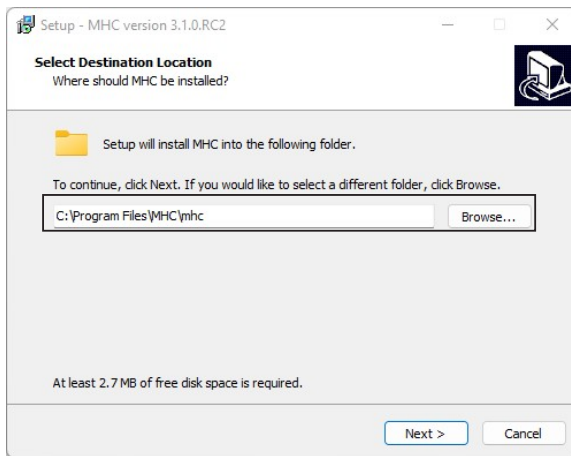 Setup - MHC version 3.1.0.RC2
Select Destination Location
Where should MHC be installed?
Setup will install MHC into the following folder.
To continue, click Next. If you would like to select a different folder, click Browse.
C:\Program Files\MHC\mhc
Browse...
At least 2.7 MB of free disk space is required.
Next >
Cancel